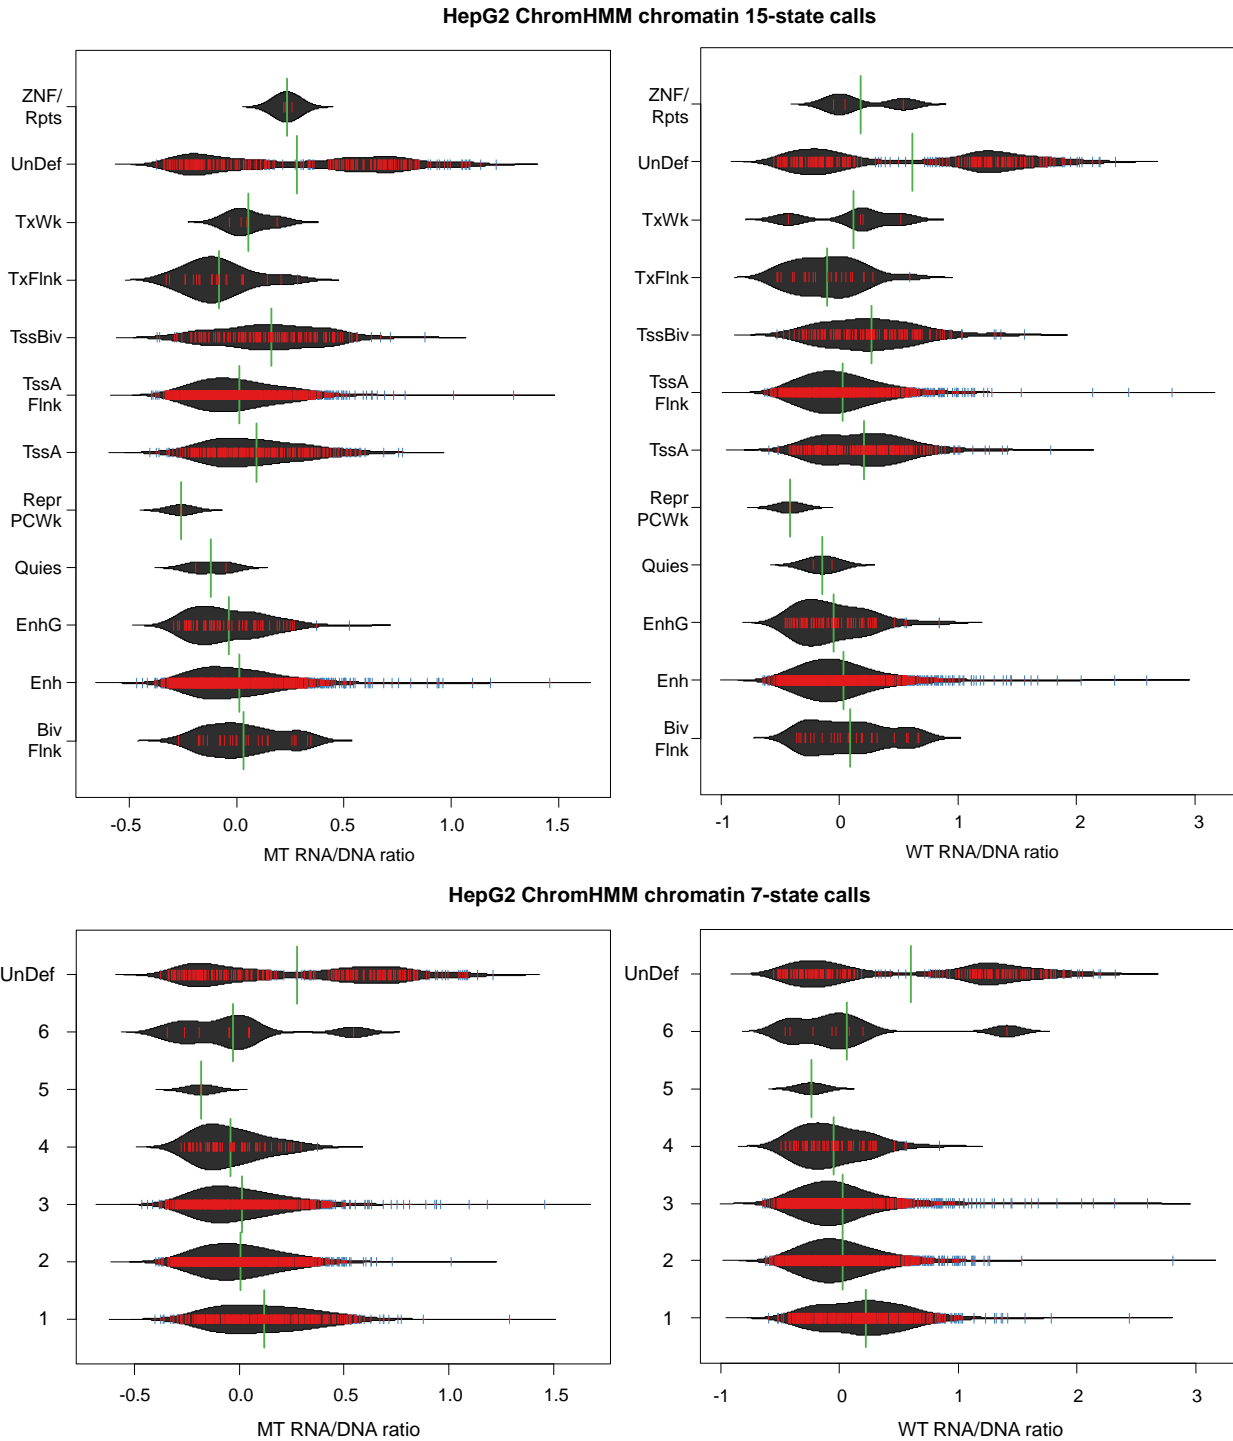 HepG2 ChromHMM chromatin 15-state calls
ZNF/
Rpts
UnDef
TxWk
TxFlnk
TssBiv
TssA
Flnk
TssA
Repr
PCWk
Quies
EnhG
Enh
Biv
Flnk
-0.5 0.0 0.5 1.0 1.5
MT RNA/DNA ratio
ZNF/
Rpts
UnDef
TxWk
TxFlnk
TssBiv
TssA
Flnk
TssA
Repr
PCWk
Quies
EnhG
Enh
Biv
Flnk
-1 0 1 2 3
WT RNA/DNA ratio
HepG2 ChromHMM chromatin 7-state calls
UnDef
6
5
4
3
2
1
-0.5 0.0 0.5 1.0 1.5
MT RNA/DNA ratio
UnDef
6
5
4
3
2
1
-1 0 1 2 3
WT RNA/DNA ratio